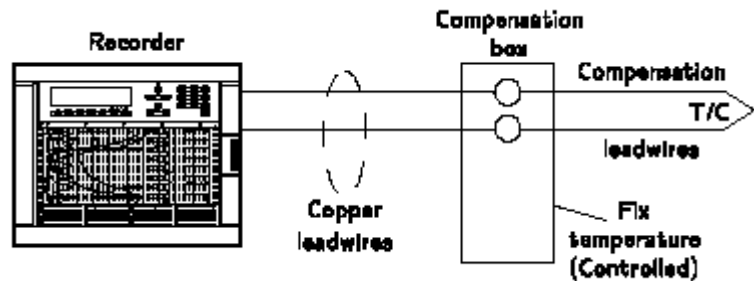 Recorder
Compensation
box
Compensation
T/C
leadwires
Copper
leadwires
Fix
temperature
(Controlled)